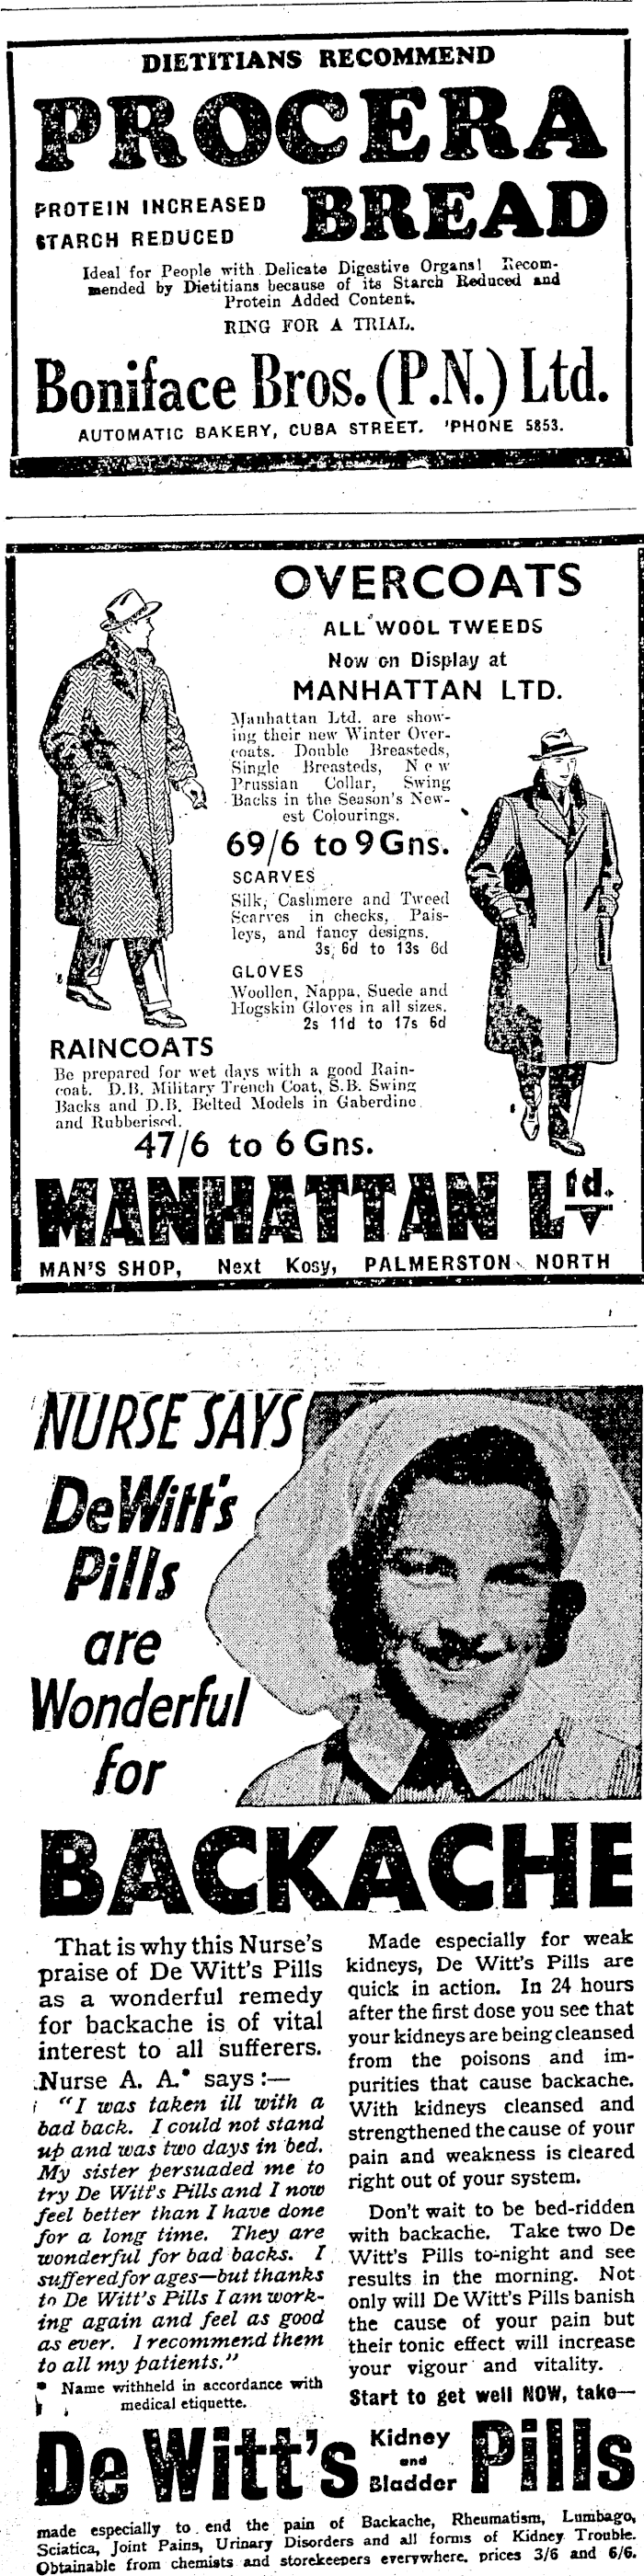 DIETITIANS RECOMMEND
PROCERA
PROTEIN INCREASED
STARCH REDUCED
BREAD
Ideal for People with Delicate Digestive Organs! Recom-
mended by Dietitians because of its Starch Reduced and
Protein Added Content.
RING FOR A TRIAL.
Boniface Bros. (P.N.) Ltd.
AUTOMATIC BAKERY, CUBA STREET. 'PHONE 5853.
OVERCOATS
ALL WOOL TWEEDS
Now on Display at
MANHATTAN LTD.
Manhattan Ltd. are show-
ing their new Winter Over-
coats. Double Breasteds,
Single Breasteds, New
Prussian Collar, Swing
Backs in the Season's New-
est Colourings.
69/6 to 9 Gns.
SCARVES
Silk, Cashmere and Tweed
Scarves in checks, Pais-
leys, and fancy designs.
3s. 6d to 13s 6d
GLOVES
Woollen, Nappa, Suede and
Hogskin Gloves in all sizes.
2s 11d to 17s 6d
RAINCOATS
Be prepared for wet days with a good Rain-
coat. D.B. Military Trench Coat, S.B. Swing
Backs and D.B. Belted Models in Gaberdine
and Rubberised.
47/6 to 6 Gns.
MANHATTAN Ltd.
MAN'S SHOP, Next Kosy, PALMERSTON NORTH
NURSE SAYS
DeWitt's
Pills
are
Wonderful
for
BACKACHE
That is why this Nurse's
praise of De Witt's Pills
as a wonderful remedy
for backache is of vital
interest to all sufferers.
Nurse A. A.* says:—
"I was taken ill with a
bad back. I could not stand
up and was two days in bed.
My sister persuaded me to
try De Witt's Pills and I now
feel better than I have done
for a long time. They are
wonderful for bad backs. I
suffered for ages—but thanks
to De Witt's Pills I am work-
ing again and feel as good
as ever. I recommend them
to all my patients."
* Name withheld in accordance with
medical etiquette.
Made especially for weak
kidneys, De Witt's Pills are
quick in action. In 24 hours
after the first dose you see that
your kidneys are being cleansed
from the poisons and im-
purities that cause backache.
With kidneys cleansed and
strengthened the cause of your
pain and weakness is cleared
right out of your system.
Don't wait to be bed-ridden
with backache. Take two De
Witt's Pills to-night and see
results in the morning. Not
only will De Witt's Pills banish
the cause of your pain but
their tonic effect will increase
your vigour and vitality.
Start to get well NOW, take—
De Witt's Kidney and Bladder Pills
made especially to end the pain of Backache, Rheumatism, Lumbago,
Sciatica, Joint Pains, Urinary Disorders and all forms of Kidney Trouble.
Obtainable from chemists and storekeepers everywhere. prices 3/6 and 6/6.